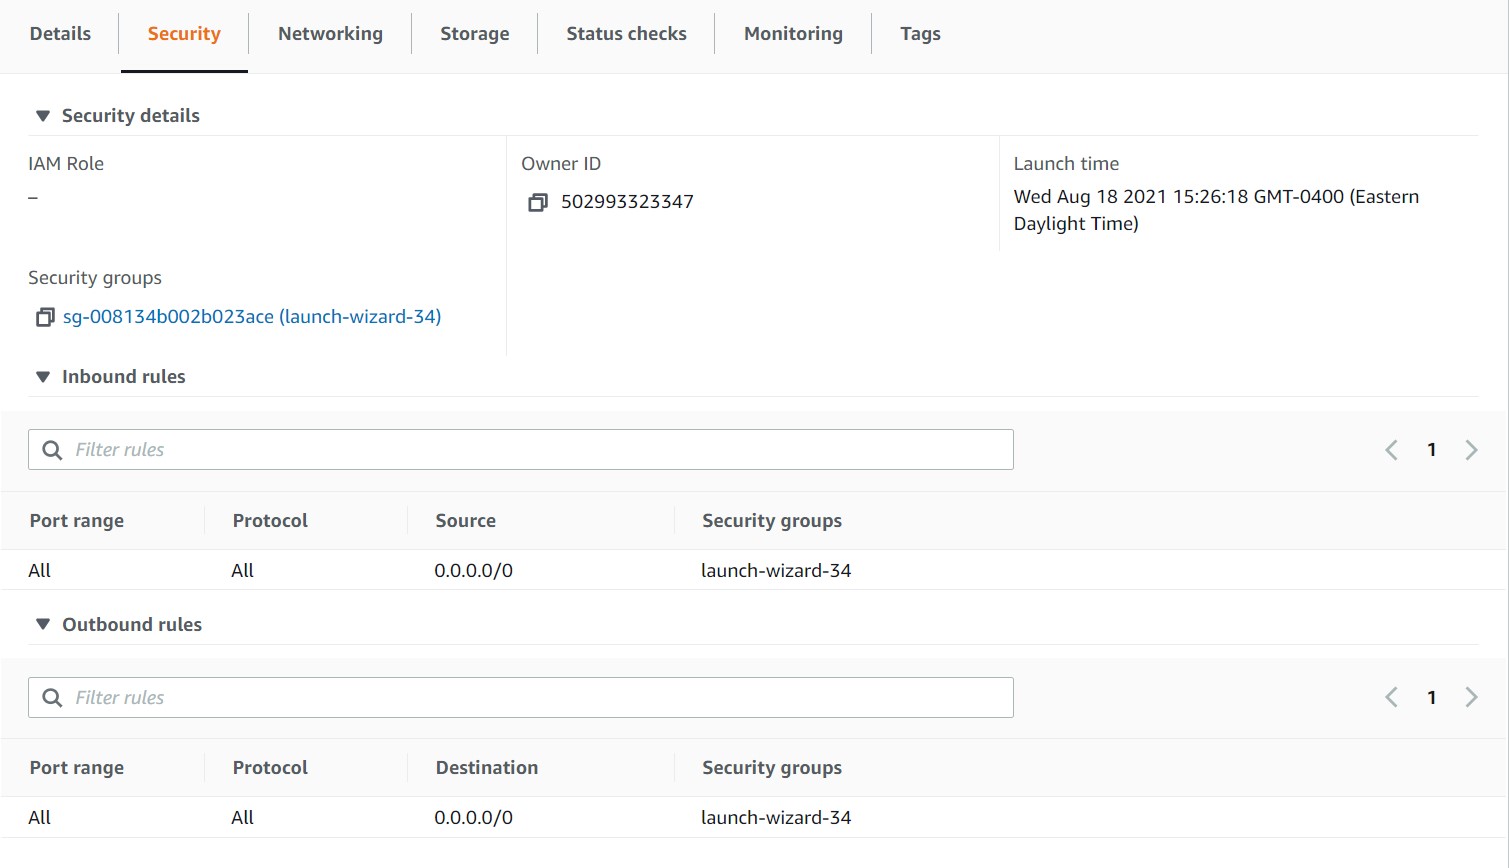 Details
Security
Networking
Storage
Status checks
Monitoring
Tags
Security details
IAM Role
–
Owner ID
502993323347
Launch time
Wed Aug 18 2021 15:26:18 GMT-0400 (Eastern
Daylight Time)
Security groups
sg-008134b002b023ace (launch-wizard-34)
Inbound rules
Filter rules
1
Port range Protocol Source Security groups
All All 0.0.0.0/0 launch-wizard-34
Outbound rules
Filter rules
1
Port range Protocol Destination Security groups
All All 0.0.0.0/0 launch-wizard-34